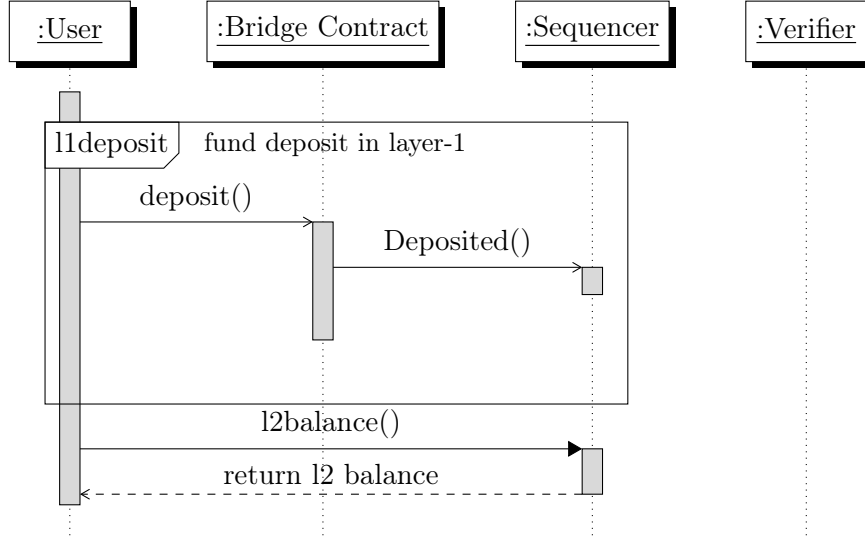 :User
:Bridge Contract
:Sequencer
:Verifier
l1deposit
fund deposit in layer-1
deposit()
Deposited()
l2balance()
return l2 balance